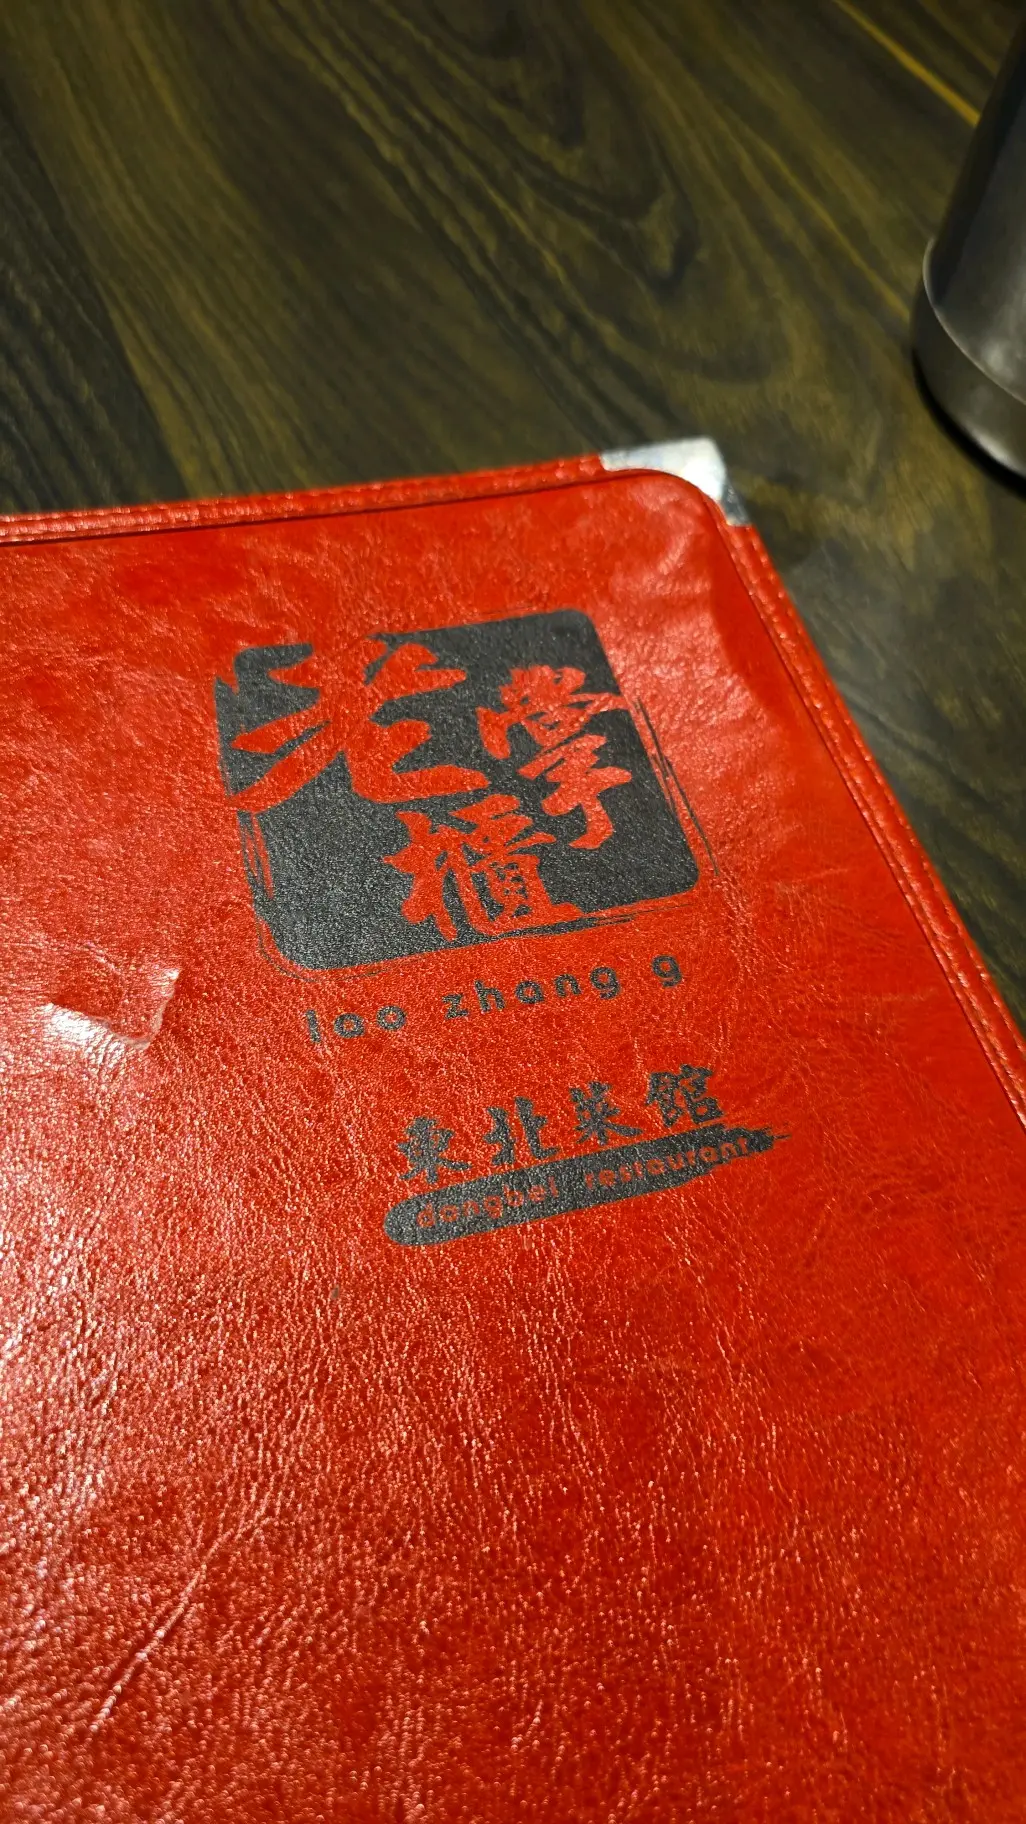 老掌櫃
lao zhang g
東北菜館
dongbei restaurant